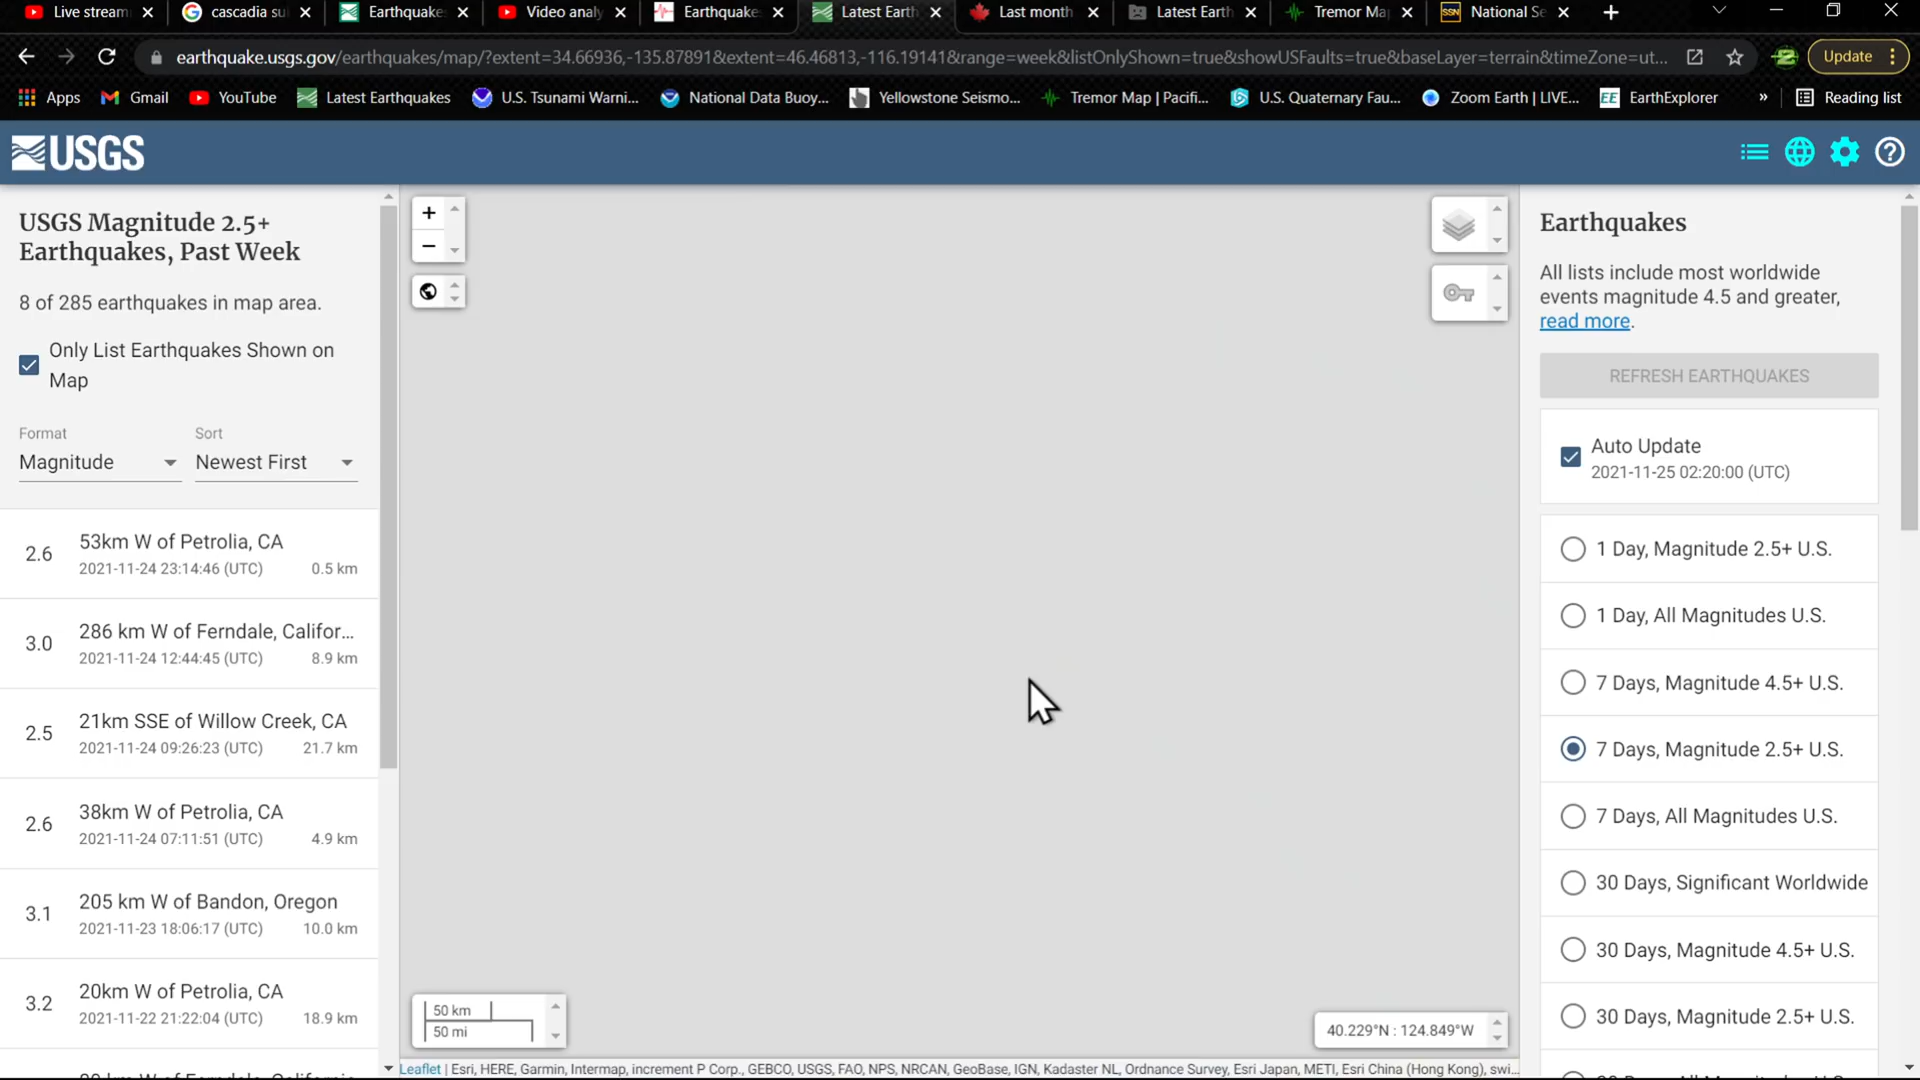 Live stream
cascadia su
Earthquake
Video analy
Earthquake
Latest Earth
Last month
Latest Earth
Tremor Ma
SSN
National Se
earthquake.usgs.gov/earthquakes/map/?extent=34.66936,-135.87891&extent=46.46813,-116.19141&range=week&listOnlyShown=true&showUSFaults=true&baseLayer=terrain&timeZone=ut...
Update
Apps
Gmail
YouTube
Latest Earthquakes
U.S. Tsunami Warni...
National Data Buoy...
Yellowstone Seismo...
Tremor Map | Pacifi...
U.S. Quaternary Fau...
Zoom Earth | LIVE...
EE
EarthExplorer
»
Reading list
USGS
USGS Magnitude 2.5+
Earthquakes, Past Week
8 of 285 earthquakes in map area.
Only List Earthquakes Shown on
Map
Format
Sort
Magnitude
Newest First
2.6
53km W of Petrolia, CA
2021-11-24 23:14:46 (UTC)
0.5 km
3.0
286 km W of Ferndale, Califor...
2021-11-24 12:44:45 (UTC)
8.9 km
2.5
21km SSE of Willow Creek, CA
2021-11-24 09:26:23 (UTC)
21.7 km
2.6
38km W of Petrolia, CA
2021-11-24 07:11:51 (UTC)
4.9 km
3.1
205 km W of Bandon, Oregon
2021-11-23 18:06:17 (UTC)
10.0 km
3.2
20km W of Petrolia, CA
2021-11-22 21:22:04 (UTC)
18.9 km
+
−
50 km
50 mi
40.229°N : 124.849°W
Leaflet | Esri, HERE, Garmin, Intermap, increment P Corp., GEBCO, USGS, FAO, NPS, NRCAN, GeoBase, IGN, Kadaster NL, Ordnance Survey, Esri Japan, METI, Esri China (Hong Kong), swi...
Earthquakes
All lists include most worldwide
events magnitude 4.5 and greater,
read more.
REFRESH EARTHQUAKES
Auto Update
2021-11-25 02:20:00 (UTC)
1 Day, Magnitude 2.5+ U.S.
1 Day, All Magnitudes U.S.
7 Days, Magnitude 4.5+ U.S.
7 Days, Magnitude 2.5+ U.S.
7 Days, All Magnitudes U.S.
30 Days, Significant Worldwide
30 Days, Magnitude 4.5+ U.S.
30 Days, Magnitude 2.5+ U.S.